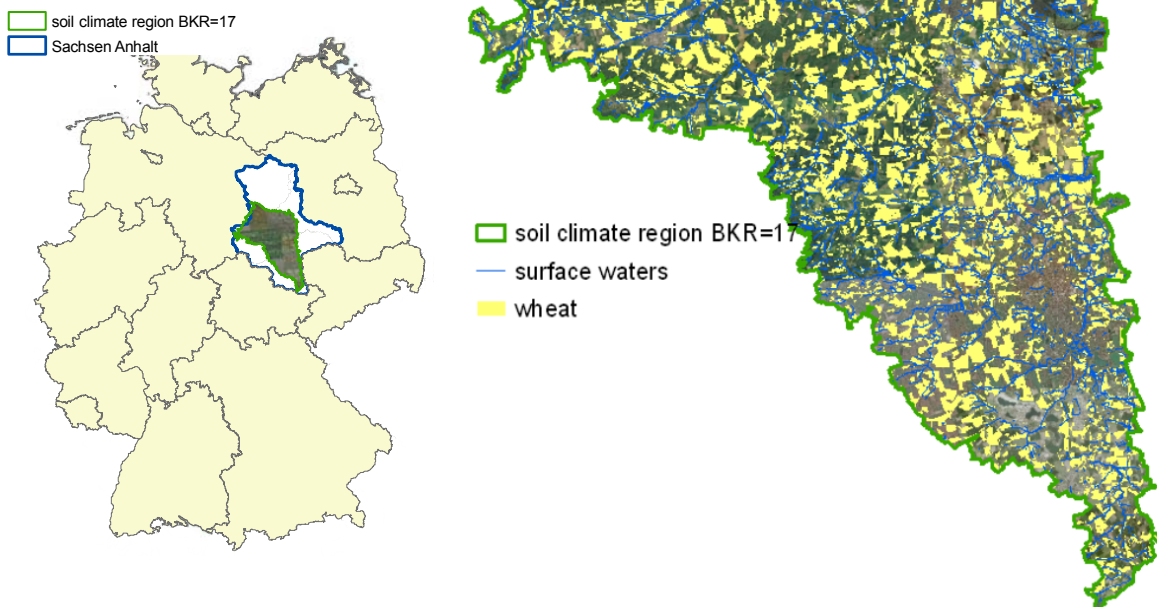 soil climate region BKR=17
Sachsen Anhalt
soil climate region BKR=17
surface waters
wheat